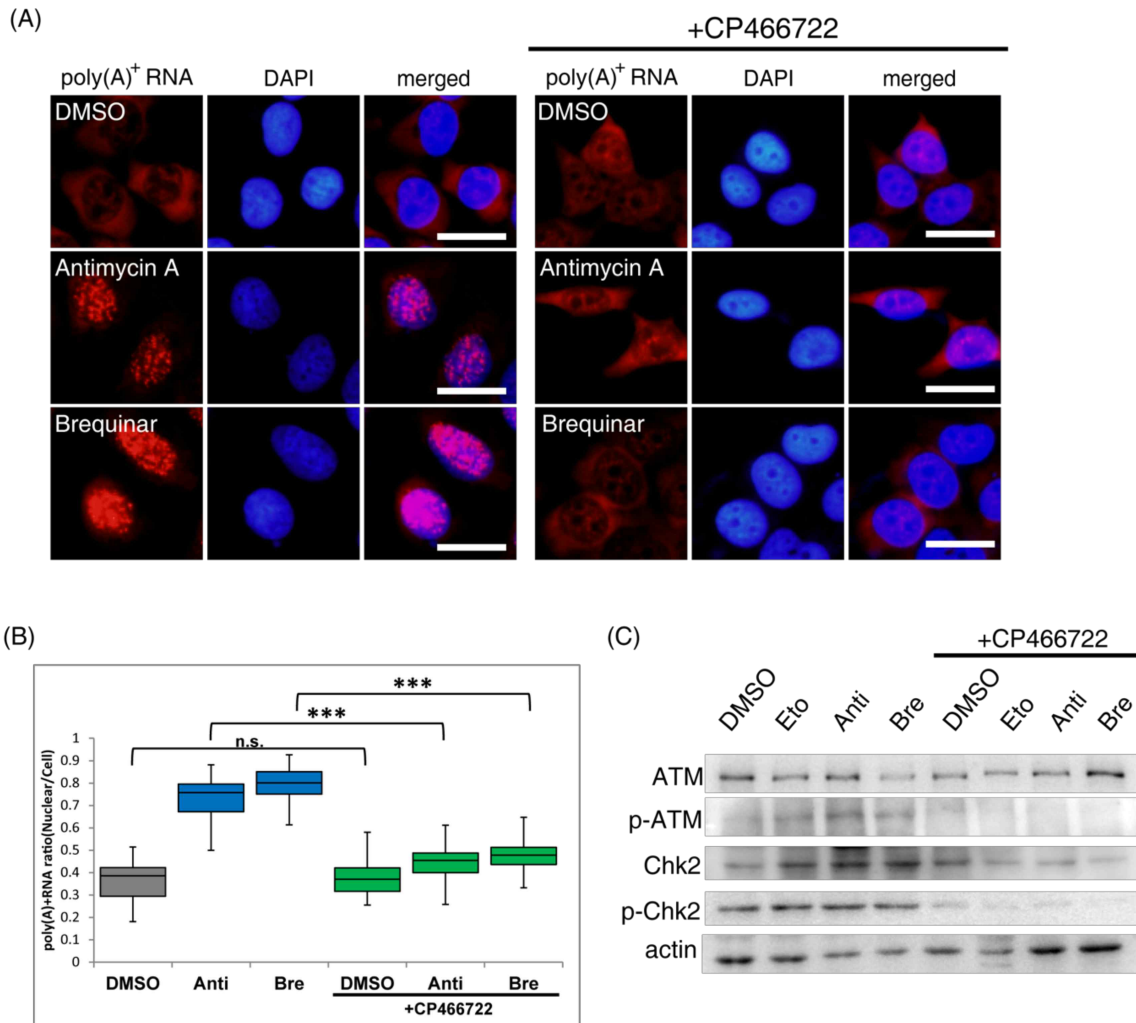 (A)
+CP466722
poly(A)+ RNA DAPI merged poly(A)+ RNA DAPI merged
DMSO DMSO
Antimycin A Antimycin A
Brequinar Brequinar
(B)
***
***
n.s.
poly(A)+RNA ratio(Nuclear/Cell)
1
0.9
0.8
0.7
0.6
0.5
0.4
0.3
0.2
0.1
0
DMSO Anti Bre DMSO Anti Bre
+CP466722
(C)
+CP466722
DMSO Eto Anti Bre DMSO Eto Anti Bre
ATM
p-ATM
Chk2
p-Chk2
actin